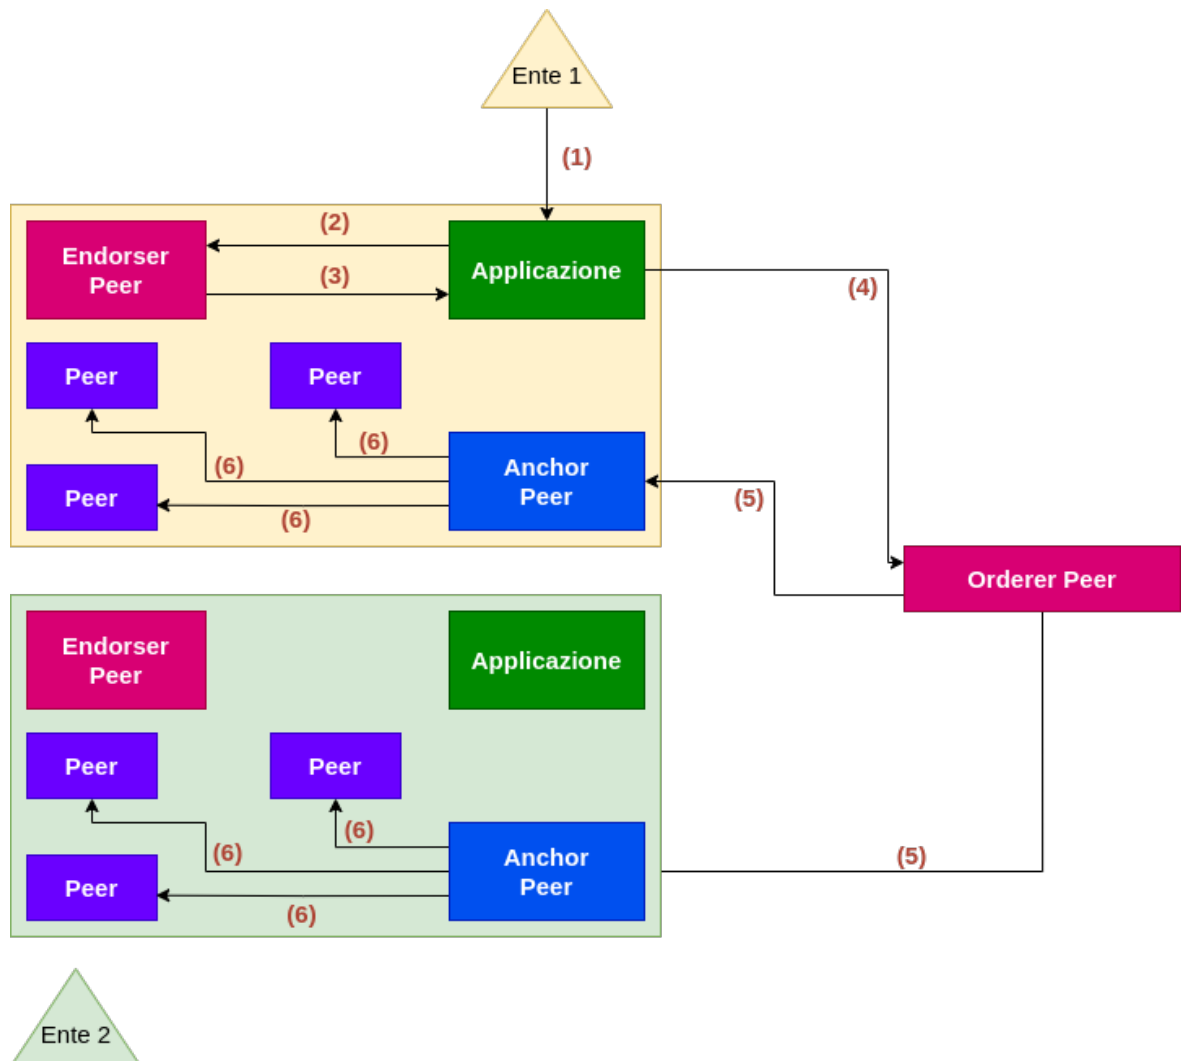 Ente 1
(1)
(2)
Endorser
Peer
Applicazione
(3)
(4)
Peer
Peer
(6)
(6)
Anchor
Peer
Peer
(6)
(5)
Orderer Peer
Endorser
Peer
Applicazione
Peer
Peer
(6)
(6)
Anchor
Peer
(5)
Peer
(6)
Ente 2